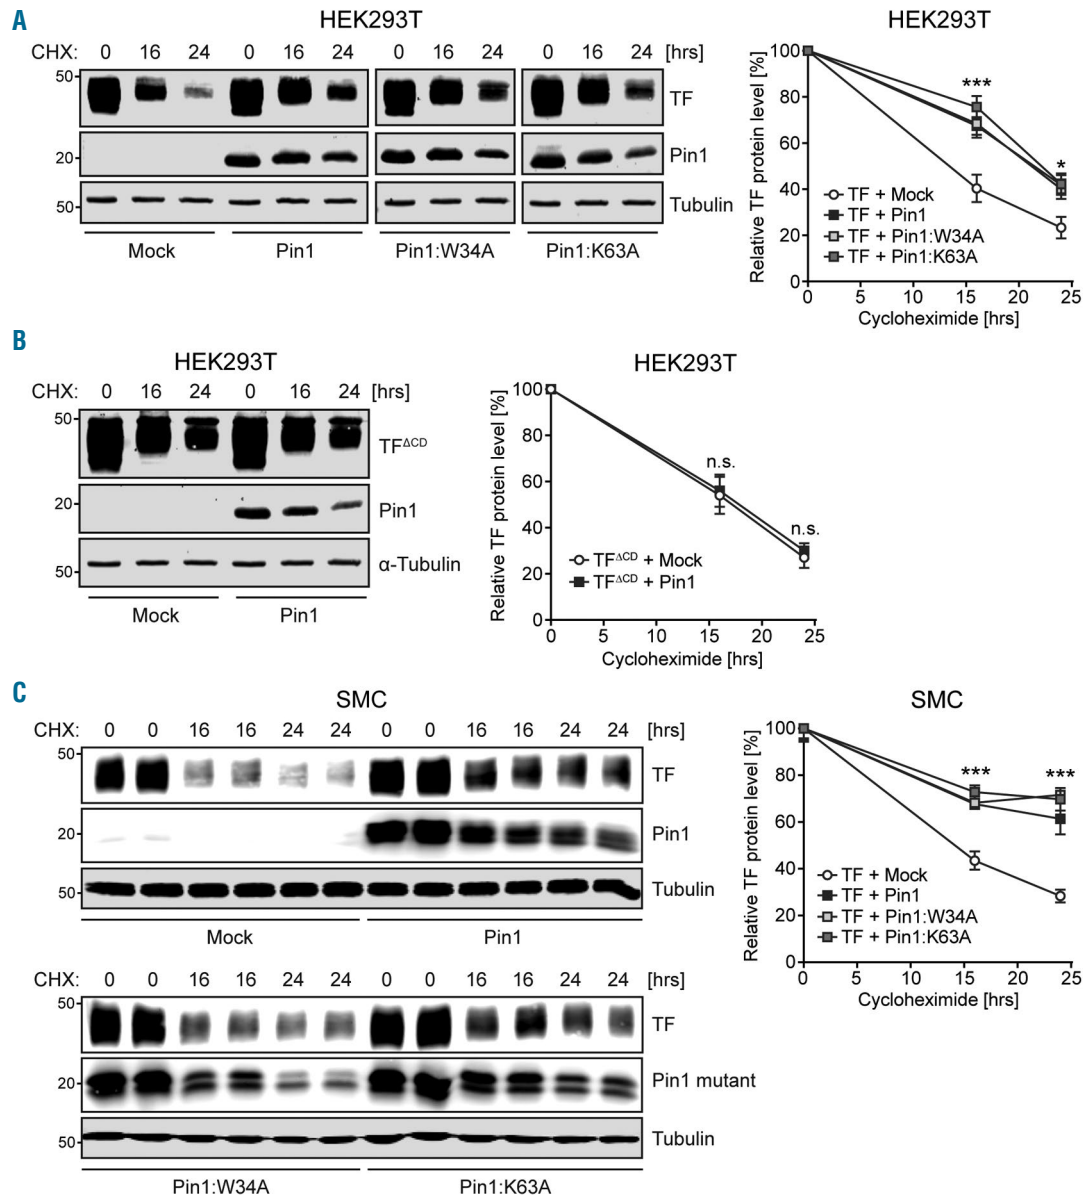 A
HEK293T
CHX: 0 16 24 0 16 24 0 16 24 0 16 24 [hrs]
50
TF
20
Pin1
50
Tubulin
Mock Pin1 Pin1:W34A Pin1:K63A
HEK293T
Relative TF protein level [%]
100
80
60
40
20
0
***
*
TF + Mock
TF + Pin1
TF + Pin1:W34A
TF + Pin1:K63A
0 5 10 15 20 25
Cycloheximide [hrs]
B
HEK293T
CHX: 0 16 24 0 16 24 [hrs]
50
TFΔCD
20
Pin1
50
α-Tubulin
Mock Pin1
HEK293T
Relative TF protein level [%]
100
80
60
40
20
0
n.s.
n.s.
TFΔCD + Mock
TFΔCD + Pin1
0 5 10 15 20 25
Cycloheximide [hrs]
C
SMC
CHX: 0 0 16 16 24 24 0 0 16 16 24 24 [hrs]
50
TF
20
Pin1
50
Tubulin
Mock Pin1
CHX: 0 0 16 16 24 24 0 0 16 16 24 24 [hrs]
50
TF
20
Pin1 mutant
50
Tubulin
Pin1:W34A Pin1:K63A
SMC
Relative TF protein level [%]
100
80
60
40
20
0
*** ***
TF + Mock
TF + Pin1
TF + Pin1:W34A
TF + Pin1:K63A
0 5 10 15 20 25
Cycloheximide [hrs]